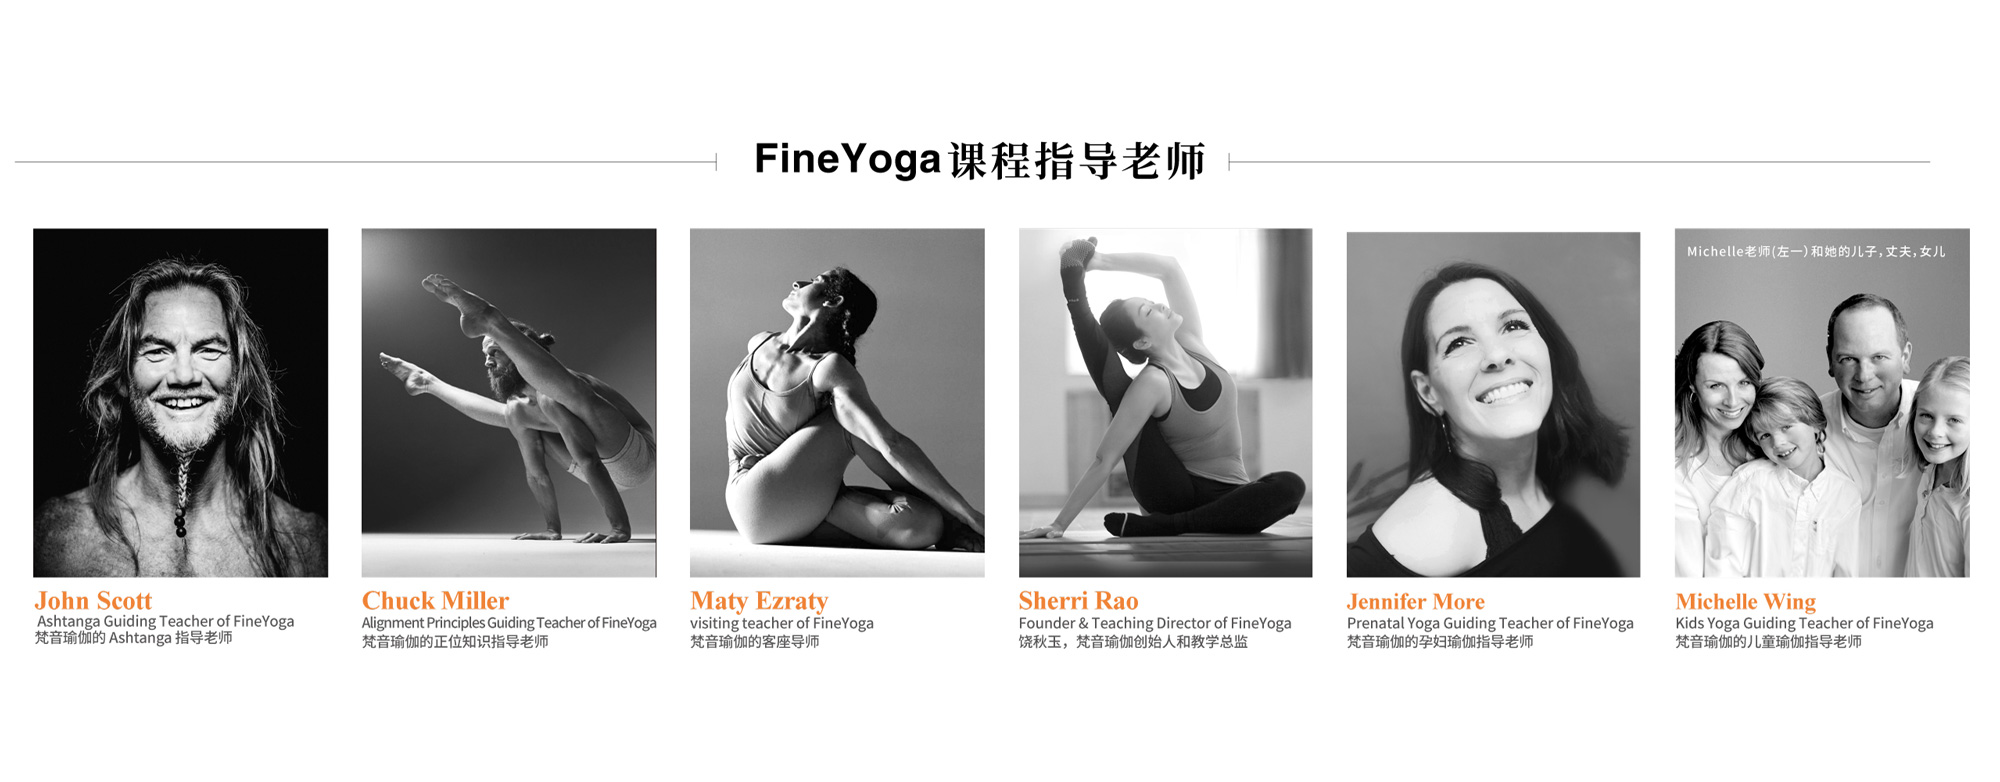 FineYoga课程指导老师
Michelle老师(左一)和她的儿子，丈夫，女儿
John Scott
Ashtanga Guiding Teacher of FineYoga
梵音瑜伽的 Ashtanga 指导老师
Chuck Miller
Alignment Principles Guiding Teacher of FineYoga
梵音瑜伽的正位知识指导老师
Maty Ezraty
visiting teacher of FineYoga
梵音瑜伽的客座导师
Sherri Rao
Founder & Teaching Director of FineYoga
饶秋玉，梵音瑜伽创始人和教学总监
Jennifer More
Prenatal Yoga Guiding Teacher of FineYoga
梵音瑜伽的孕妇瑜伽指导老师
Michelle Wing
Kids Yoga Guiding Teacher of FineYoga
梵音瑜伽的儿童瑜伽指导老师